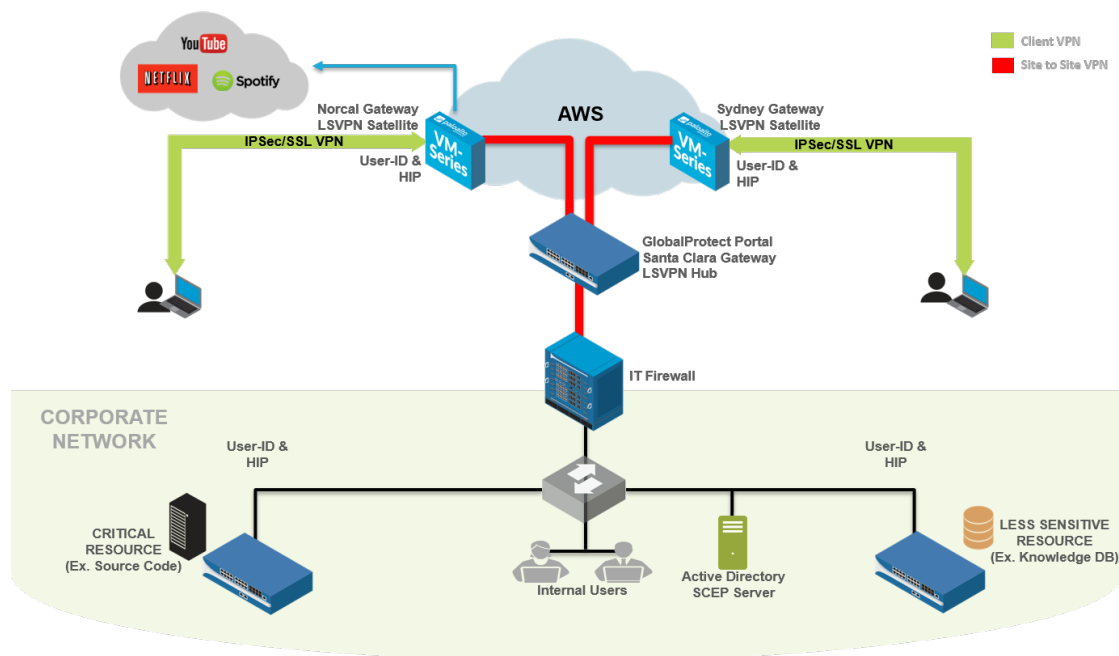 YouTube
NETFLIX
Spotify
Client VPN
Site to Site VPN
Norcal Gateway
LSVPN Satellite
AWS
Sydney Gateway
LSVPN Satellite
IPSec/SSL VPN
IPSec/SSL VPN
paloalto
VM-
Series
paloalto
VM-
Series
User-ID &
HIP
User-ID &
HIP
GlobalProtect Portal
Santa Clara Gateway
LSVPN Hub
IT Firewall
CORPORATE
NETWORK
User-ID &
HIP
User-ID &
HIP
CRITICAL
RESOURCE
(Ex. Source Code)
LESS SENSITIVE
RESOURCE
(Ex. Knowledge DB)
Internal Users
Active Directory
SCEP Server